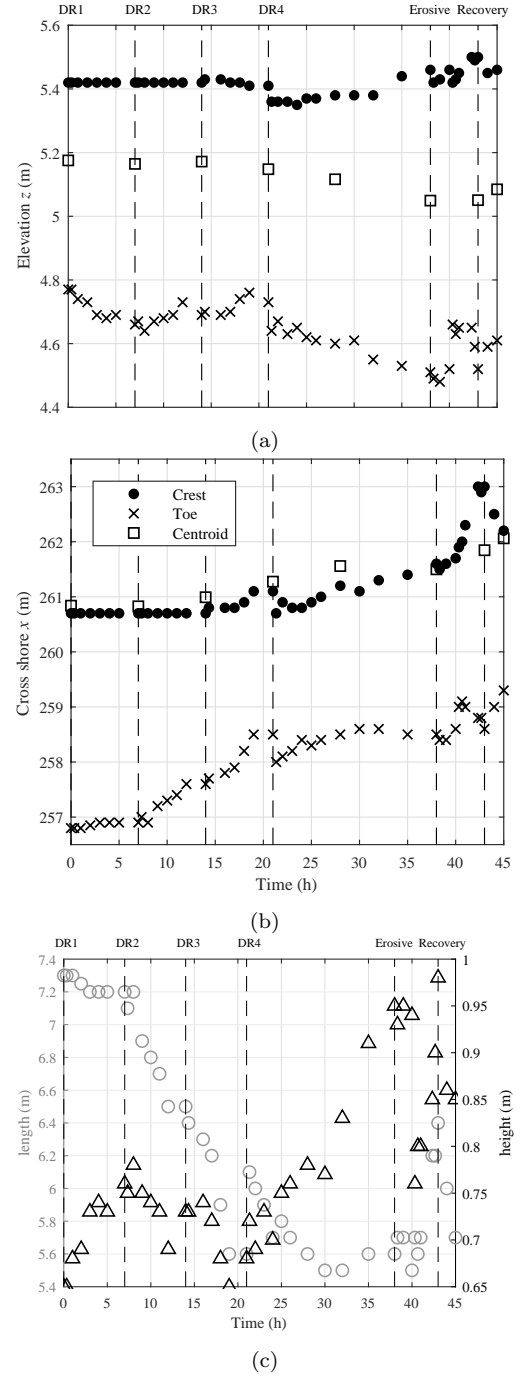 DR1 DR2 DR3 DR4 Erosive Recovery
5.6
5.4
5.2
5
4.8
4.6
4.4
Elevation z (m)
(a)
263
262
261
260
259
258
257
Cross shore x (m)
Crest
Toe
Centroid
0 5 10 15 20 25 30 35 40 45
Time (h)
(b)
DR1 DR2 DR3 DR4 Erosive Recovery
7.4
7.2
7
6.8
6.6
6.4
6.2
6
5.8
5.6
5.4
length (m)
1
0.95
0.9
0.85
0.8
0.75
0.7
0.65
height (m)
0 5 10 15 20 25 30 35 40 45
Time (h)
(c)